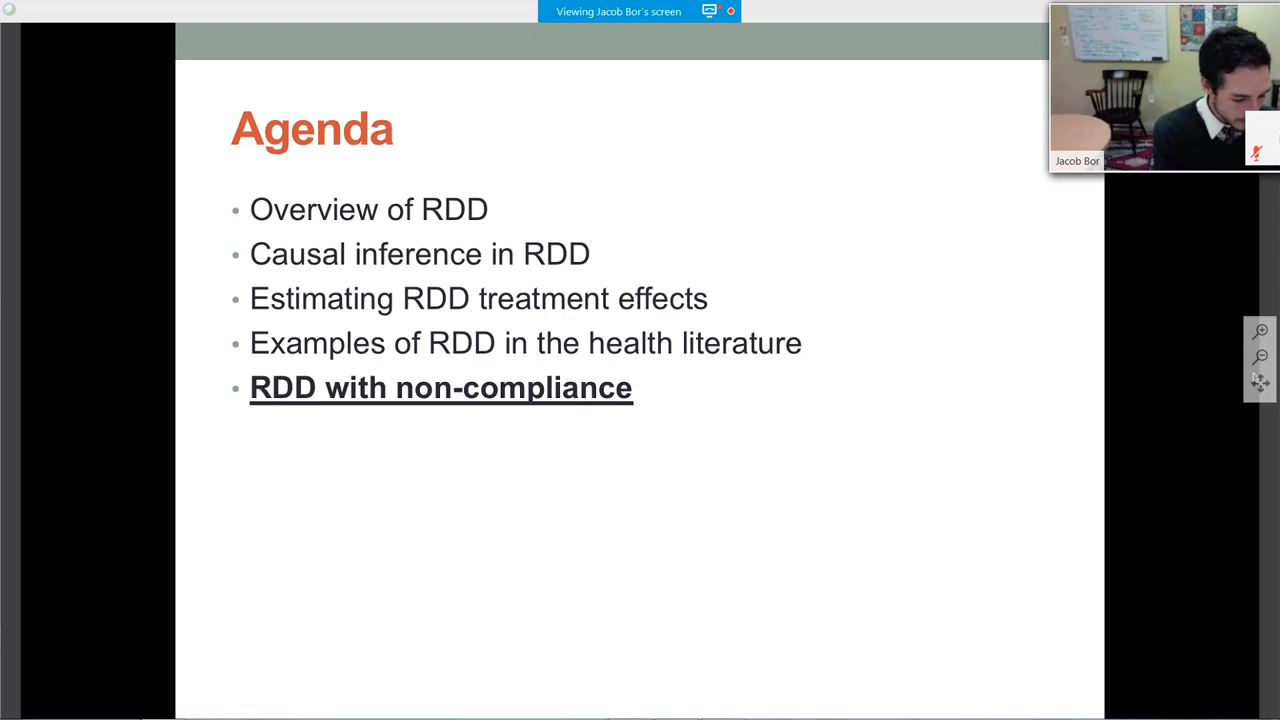 Viewing Jacob Bor's screen
Jacob Bor
Agenda
• Overview of RDD
• Causal inference in RDD
• Estimating RDD treatment effects
• Examples of RDD in the health literature
• RDD with non-compliance